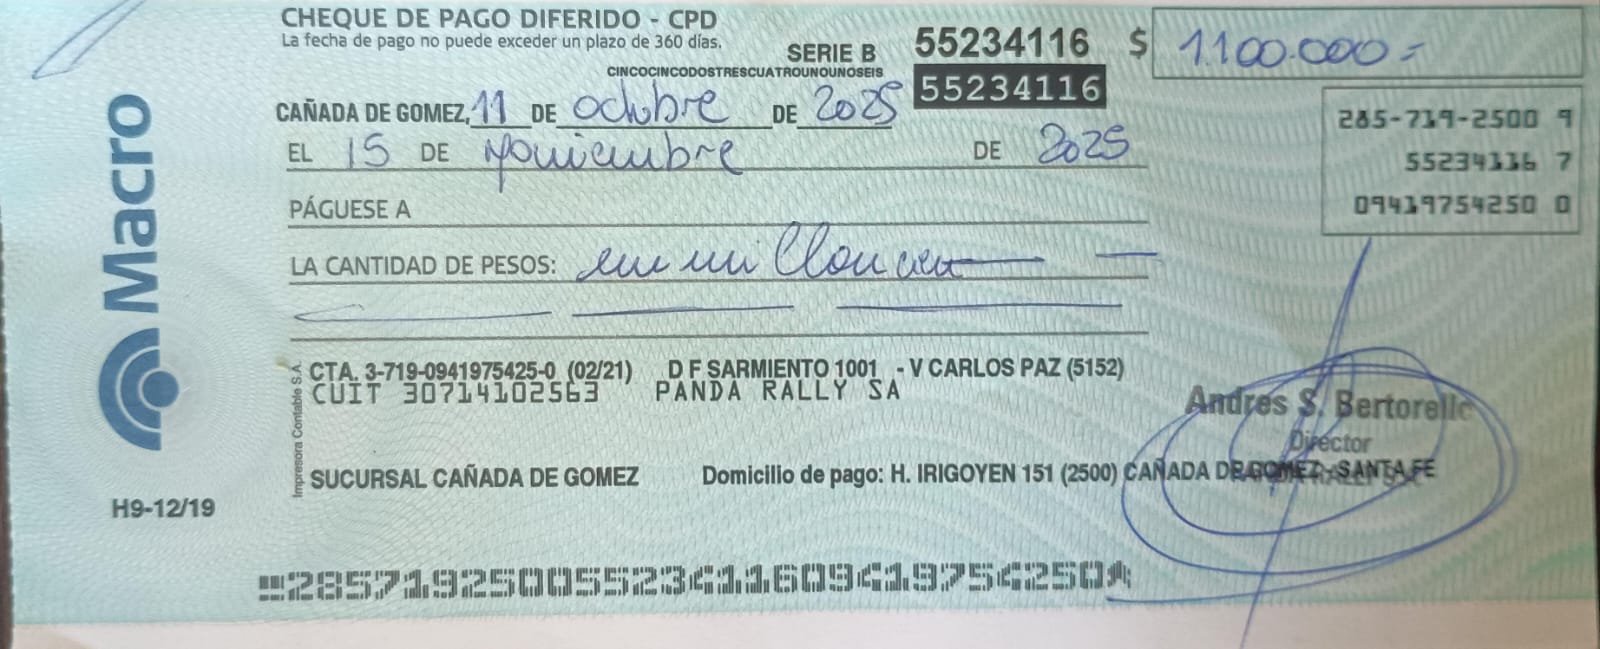 CHEQUE DE PAGO DIFERIDO - CPD
La fecha de pago no puede exceder un plazo de 360 días.
SERIE B 55234116 $ 1.100.000.-
CINCOCINCODOSTRESCUATROUNOUNOSEIS
55234116
CAÑADA DE GOMEZ, 11 DE octubre DE 2025
EL 15 DE DE 2025
285-719-2500 9
55234116 7
09419754250 0
PÁGUESE A
LA CANTIDAD DE PESOS:
Macro
CTA. 3-719-0941975425-0 (02/21) D F SARMIENTO 1001 - V CARLOS PAZ (5152)
CUIT 30714102563 PANDA RALLY SA
Impresora Contable S.A.
Andres S. Bertorello
Director
SUCURSAL CAÑADA DE GOMEZ Domicilio de pago: H. IRIGOYEN 151 (2500) CAÑADA DE GOMEZ - SANTA FE
H9-12/19
28571925005523411609419754250